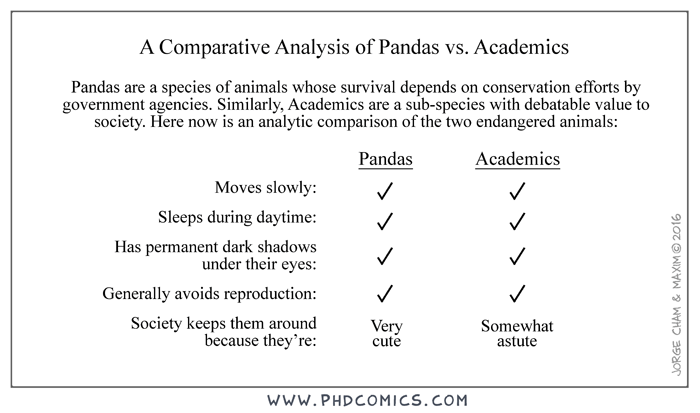 A Comparative Analysis of Pandas vs. Academics
Pandas are a species of animals whose survival depends on conservation efforts by
government agencies. Similarly, Academics are a sub-species with debatable value to
society. Here now is an analytic comparison of the two endangered animals:
Pandas Academics
Moves slowly: ✓ ✓
Sleeps during daytime: ✓ ✓
Has permanent dark shadows
under their eyes: ✓ ✓
Generally avoids reproduction: ✓ ✓
Society keeps them around Very Somewhat
because they're: cute astute
JORGE CHAM & MAXIM © 2016
WWW.PHDCOMICS.COM